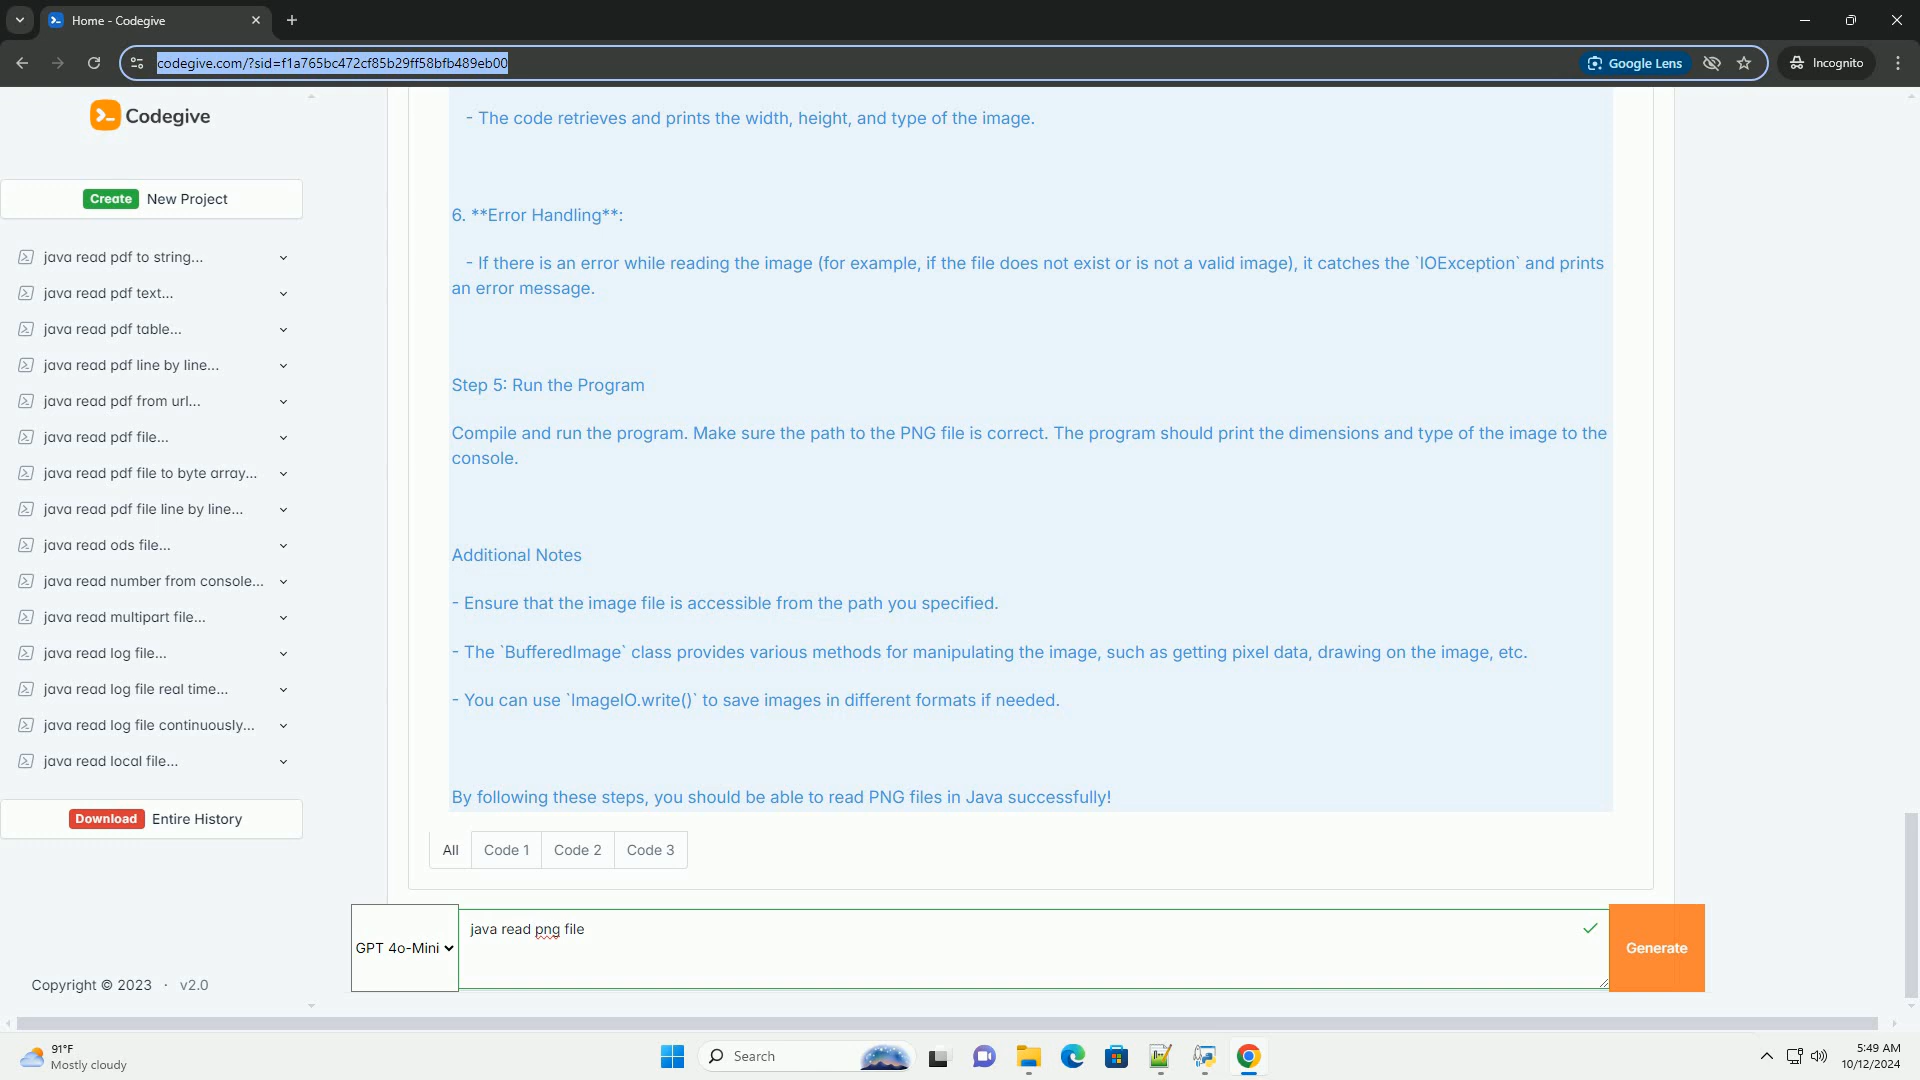 Home - Codegive
codegive.com/?sid=f1a765bc472cf85b29ff58bfb489eb00
Google Lens
Incognito
Codegive
Create New Project
java read pdf to string...
java read pdf text...
java read pdf table...
java read pdf line by line...
java read pdf from url...
java read pdf file...
java read pdf file to byte array...
java read pdf file line by line...
java read ods file...
java read number from console...
java read multipart file...
java read log file...
java read log file real time...
java read log file continuously...
java read local file...
Download Entire History
Copyright © 2023 · v2.0
- The code retrieves and prints the width, height, and type of the image.
6. **Error Handling**:
- If there is an error while reading the image (for example, if the file does not exist or is not a valid image), it catches the `IOException` and prints
an error message.
Step 5: Run the Program
Compile and run the program. Make sure the path to the PNG file is correct. The program should print the dimensions and type of the image to the
console.
Additional Notes
- Ensure that the image file is accessible from the path you specified.
- The `BufferedImage` class provides various methods for manipulating the image, such as getting pixel data, drawing on the image, etc.
- You can use `ImageIO.write()` to save images in different formats if needed.
By following these steps, you should be able to read PNG files in Java successfully!
All Code 1 Code 2 Code 3
GPT 4o-Mini
java read png file
Generate
91°F
Mostly cloudy
Search
5:49 AM
10/12/2024